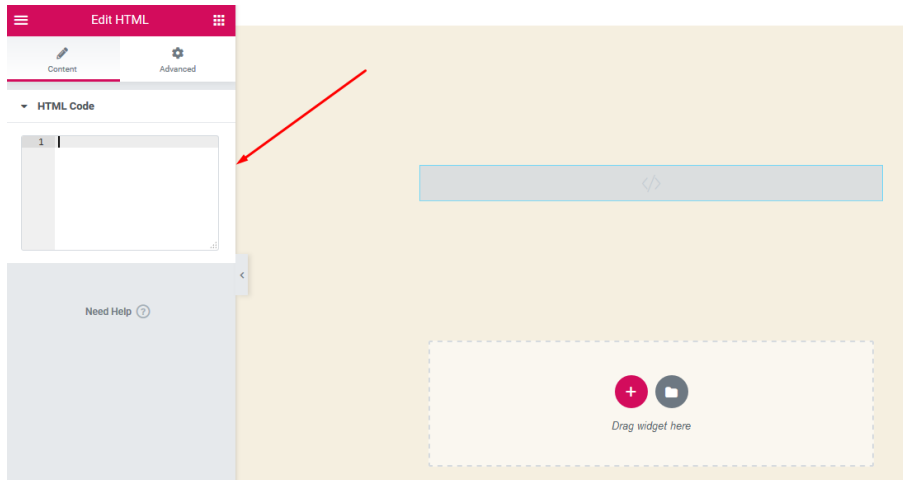 Edit HTML
Content
Advanced
HTML Code
1
</>
Need Help ?
<
+
Drag widget here